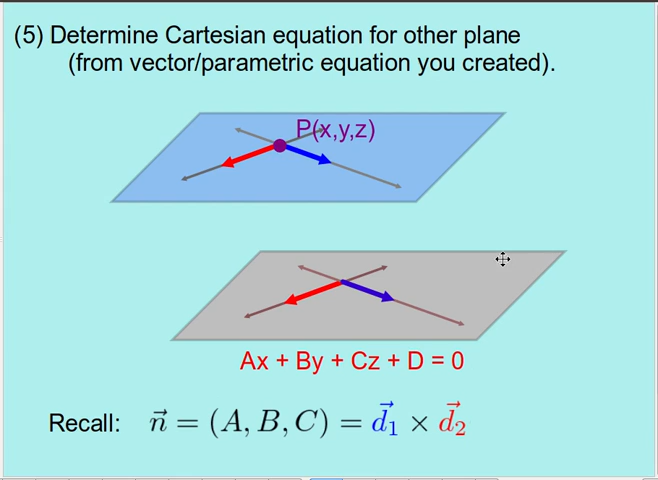 (5) Determine Cartesian equation for other plane
(from vector/parametric equation you created).
P(x,y,z)
Ax + By + Cz + D = 0
Recall: n⃗ = (A, B, C) = d⃗₁ × d⃗₂